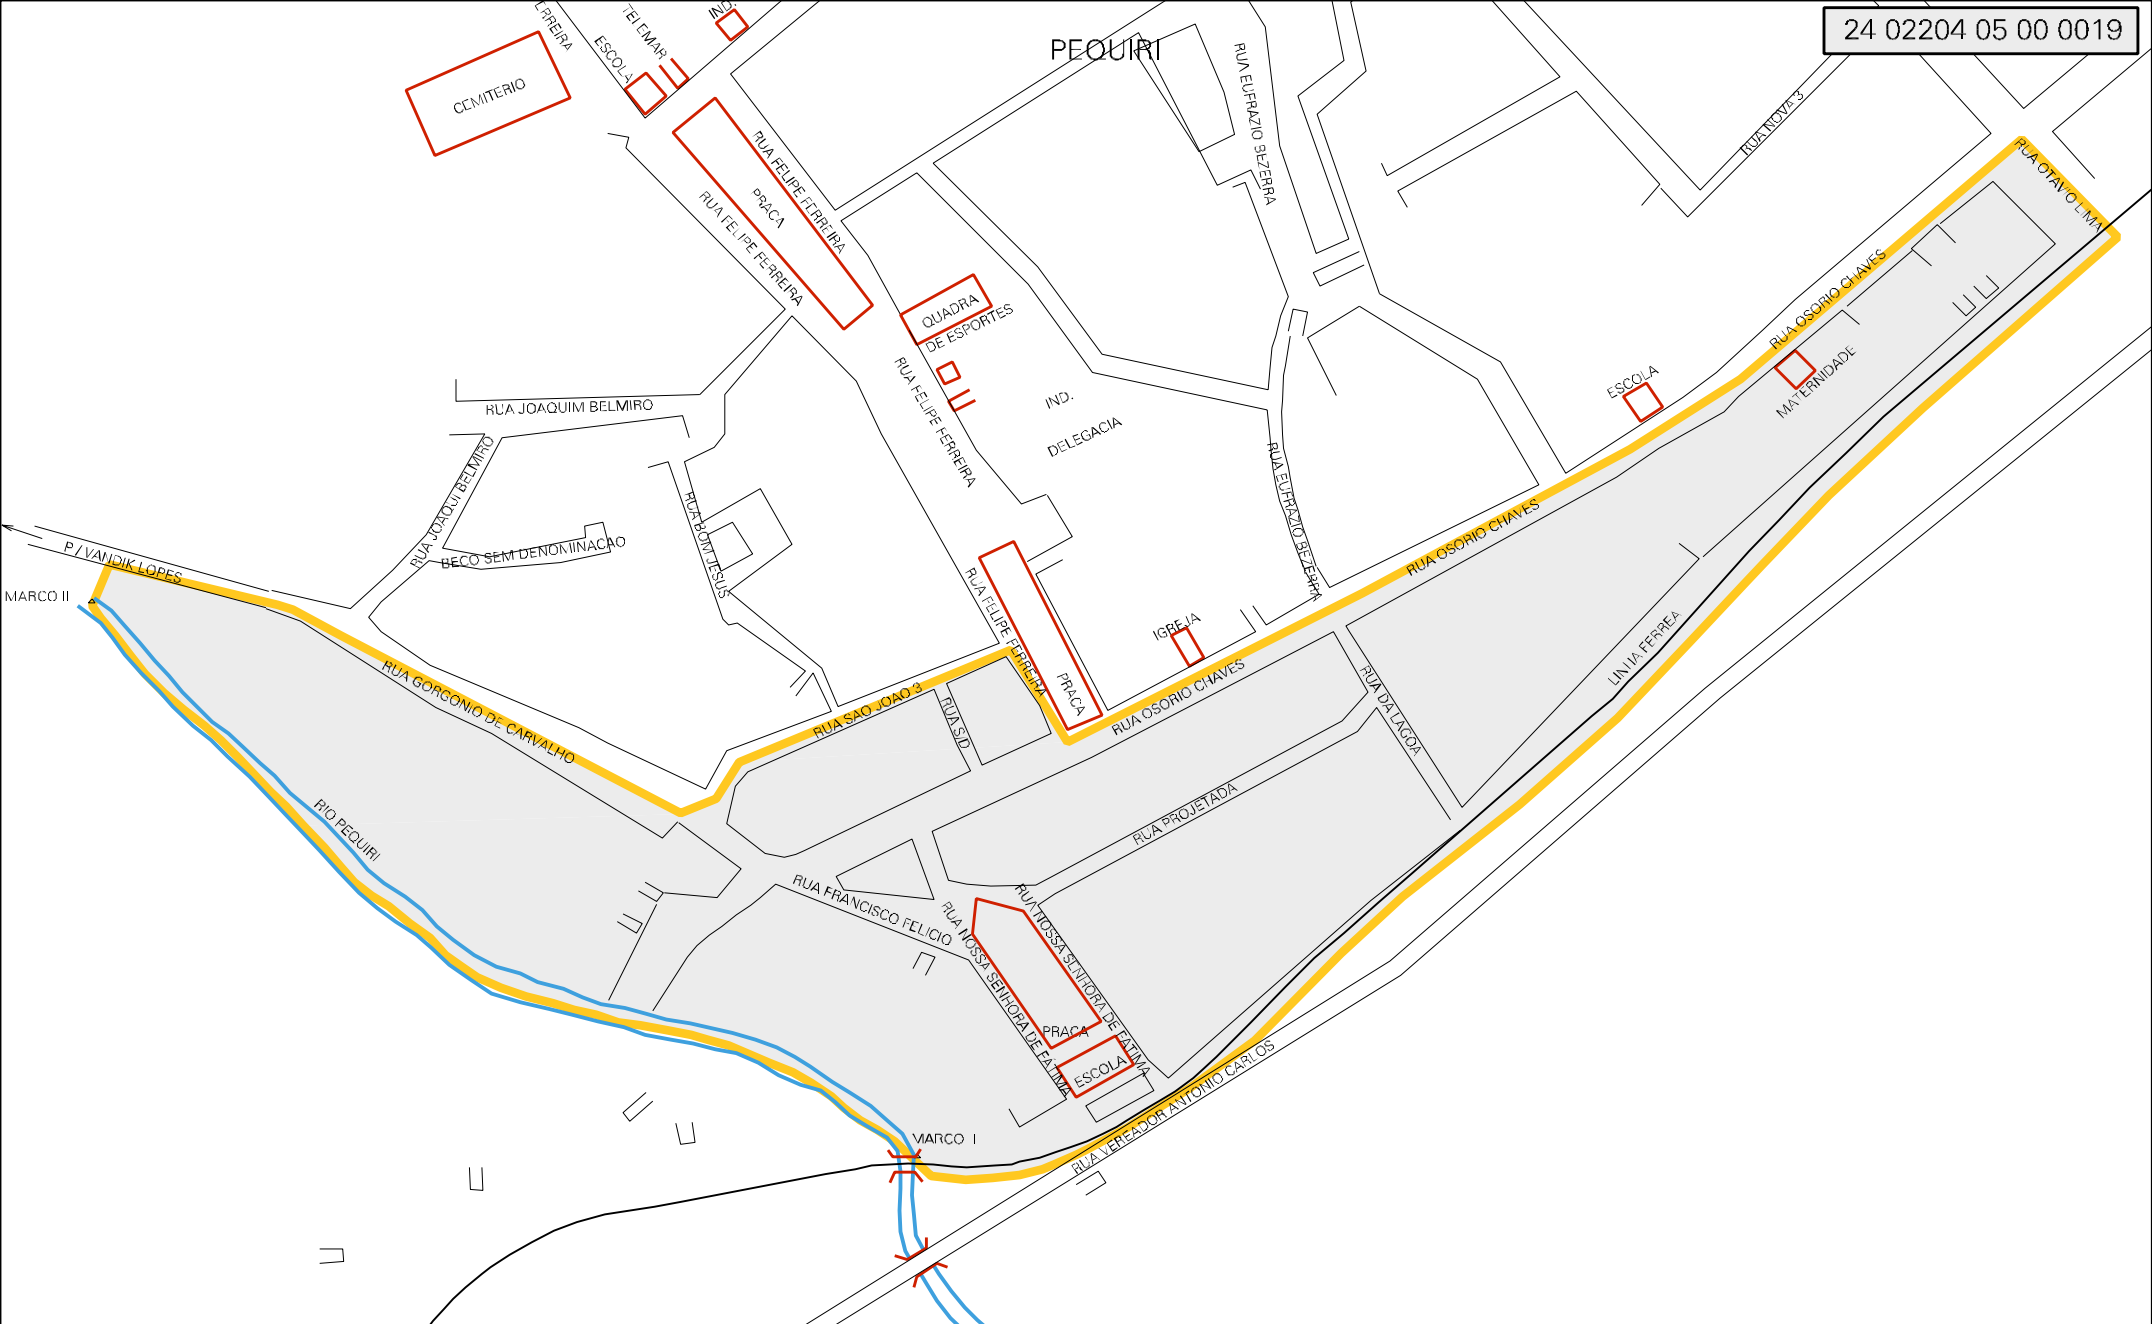 24 02204 05 00 0019
PEQUIRI
TELEMAR
IND.
ESCOLA
CEMITERIO
RUA EUFRAZIO BEZERRA
RUA NOVA 3
RUA FELIPE FERREIRA
PRACA
RUA FELIPE FERREIRA
RUA OTAVIO LIMA
RUA OSORIO CHAVES
QUADRA
DE ESPORTES
RUA FELIPE FERREIRA
IND.
DELEGACIA
ESCOLA
MATERNIDADE
RUA JOAQUIM BELMIRO
RUA JOAQUI BELMIRO
BECO SEM DENOMINACAO
RUA BOM JESUS
RUA EUFRAZIO BEZERRA
RUA OSORIO CHAVES
P / VANDIK LOPES
MARCO II
RUA FELIPE FERREIRA
IGREJA
PRACA
RUA OSORIO CHAVES
LINHA FERREA
RUA GORGONIO DE CARVALHO
RUA SAO JOAO 3
RUA S/D
RUA DA LAGOA
RIO PEQUIRI
RUA PROJETADA
RUA FRANCISCO FELICIO
RUA NOSSA SENHORA DE FATIMA
RUA NOSSA SENHORA DE FATIMA
PRACA
ESCOLA
MARCO I
RUA VEREADOR ANTONIO CARLOS